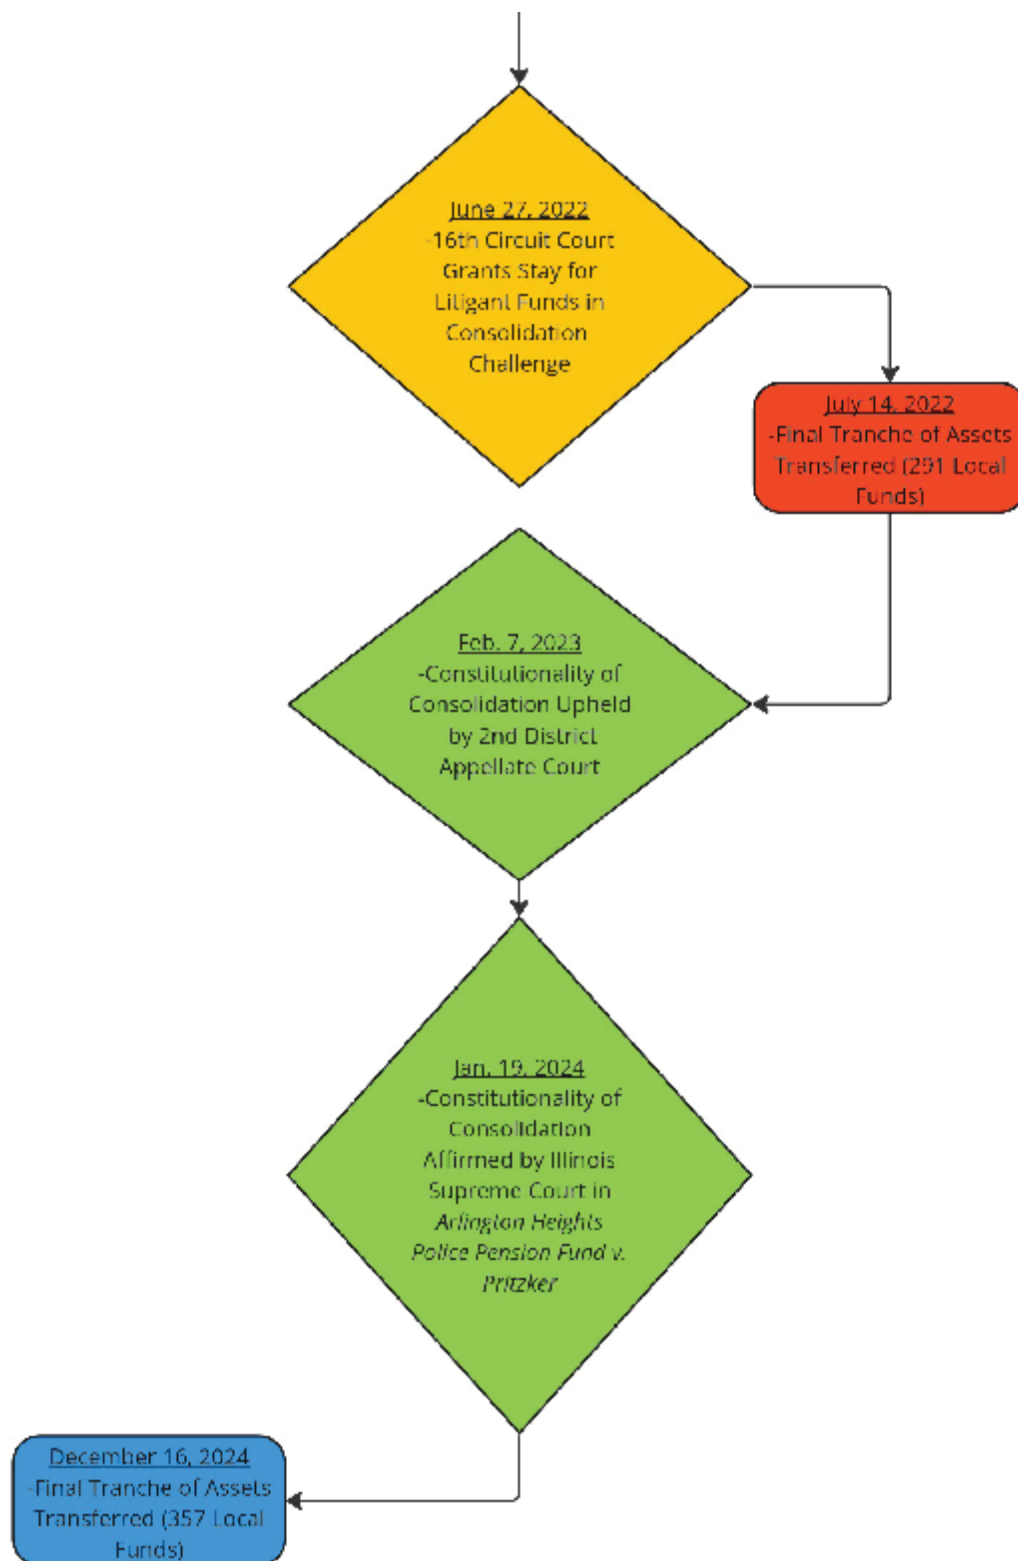 June 27, 2022
-16th Circuit Court
Grants Stay for
Litigant Funds in
Consolidation
Challenge
July 14, 2022
-Final Tranche of Assets
Transferred (291 Local
Funds)
Feb. 7, 2023
-Constitutionality of
Consolidation Upheld
by 2nd District
Appellate Court
Jan. 19, 2024
-Constitutionality of
Consolidation
Affirmed by Illinois
Supreme Court in
Arlington Heights
Police Pension Fund v.
Pritzker
December 16, 2024
-Final Tranche of Assets
Transferred (357 Local
Funds)